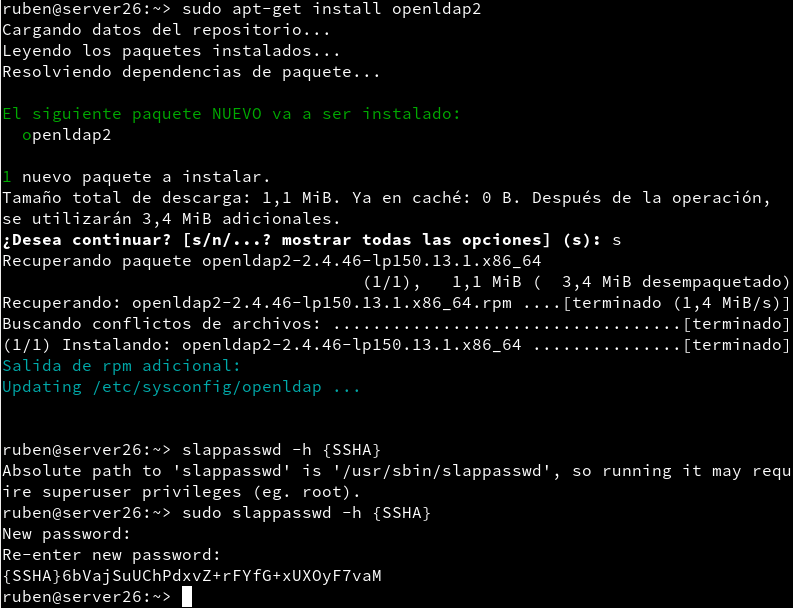 ruben@server26:~> sudo apt-get install openldap2
Cargando datos del repositorio...
Leyendo los paquetes instalados...
Resolviendo dependencias de paquete...
El siguiente paquete NUEVO va a ser instalado:
openldap2
1 nuevo paquete a instalar.
Tamaño total de descarga: 1,1 MiB. Ya en caché: 0 B. Después de la operación,
se utilizarán 3,4 MiB adicionales.
¿Desea continuar? [s/n/...? mostrar todas las opciones] (s): s
Recuperando paquete openldap2-2.4.46-lp150.13.1.x86_64
(1/1),   1,1 MiB (  3,4 MiB desempaquetado)
Recuperando: openldap2-2.4.46-lp150.13.1.x86_64.rpm ....[terminado (1,4 MiB/s)]
Buscando conflictos de archivos: ...................................[terminado]
(1/1) Instalando: openldap2-2.4.46-lp150.13.1.x86_64 ...............[terminado]
Salida de rpm adicional:
Updating /etc/sysconfig/openldap ...
ruben@server26:~> slappasswd -h {SSHA}
Absolute path to 'slappasswd' is '/usr/sbin/slappasswd', so running it may requ
ire superuser privileges (eg. root).
ruben@server26:~> sudo slappasswd -h {SSHA}
New password:
Re-enter new password:
{SSHA}6bVajSuUChPdxvZ+rFYfG+xUXOyF7vaM
ruben@server26:~>